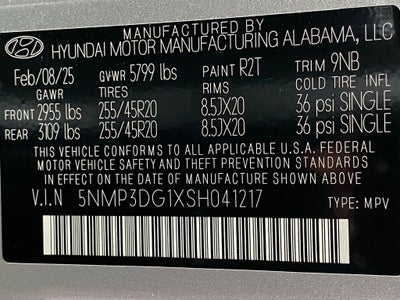 MANUFACTURED BY
HYUNDAI MOTOR MANUFACTURING ALABAMA, LLC
Feb/08/25 GVWR 5799 lbs PAINT R2T TRIM 9NB
GAWR TIRES RIMS COLD TIRE INFL
FRONT 2955 lbs 255/45R20 8.5JX20 36 psi SINGLE
REAR 3109 lbs 255/45R20 8.5JX20 36 psi SINGLE
THIS VEHICLE CONFORMS TO ALL APPLICABLE U.S.A. FEDERAL
MOTOR VEHICLE SAFETY AND THEFT PREVENTION STANDARDS
IN EFFECT ON THE DATE OF MANUFACTURE SHOWN ABOVE
V.I.N 5NMP3DG1XSH041217 TYPE: MPV